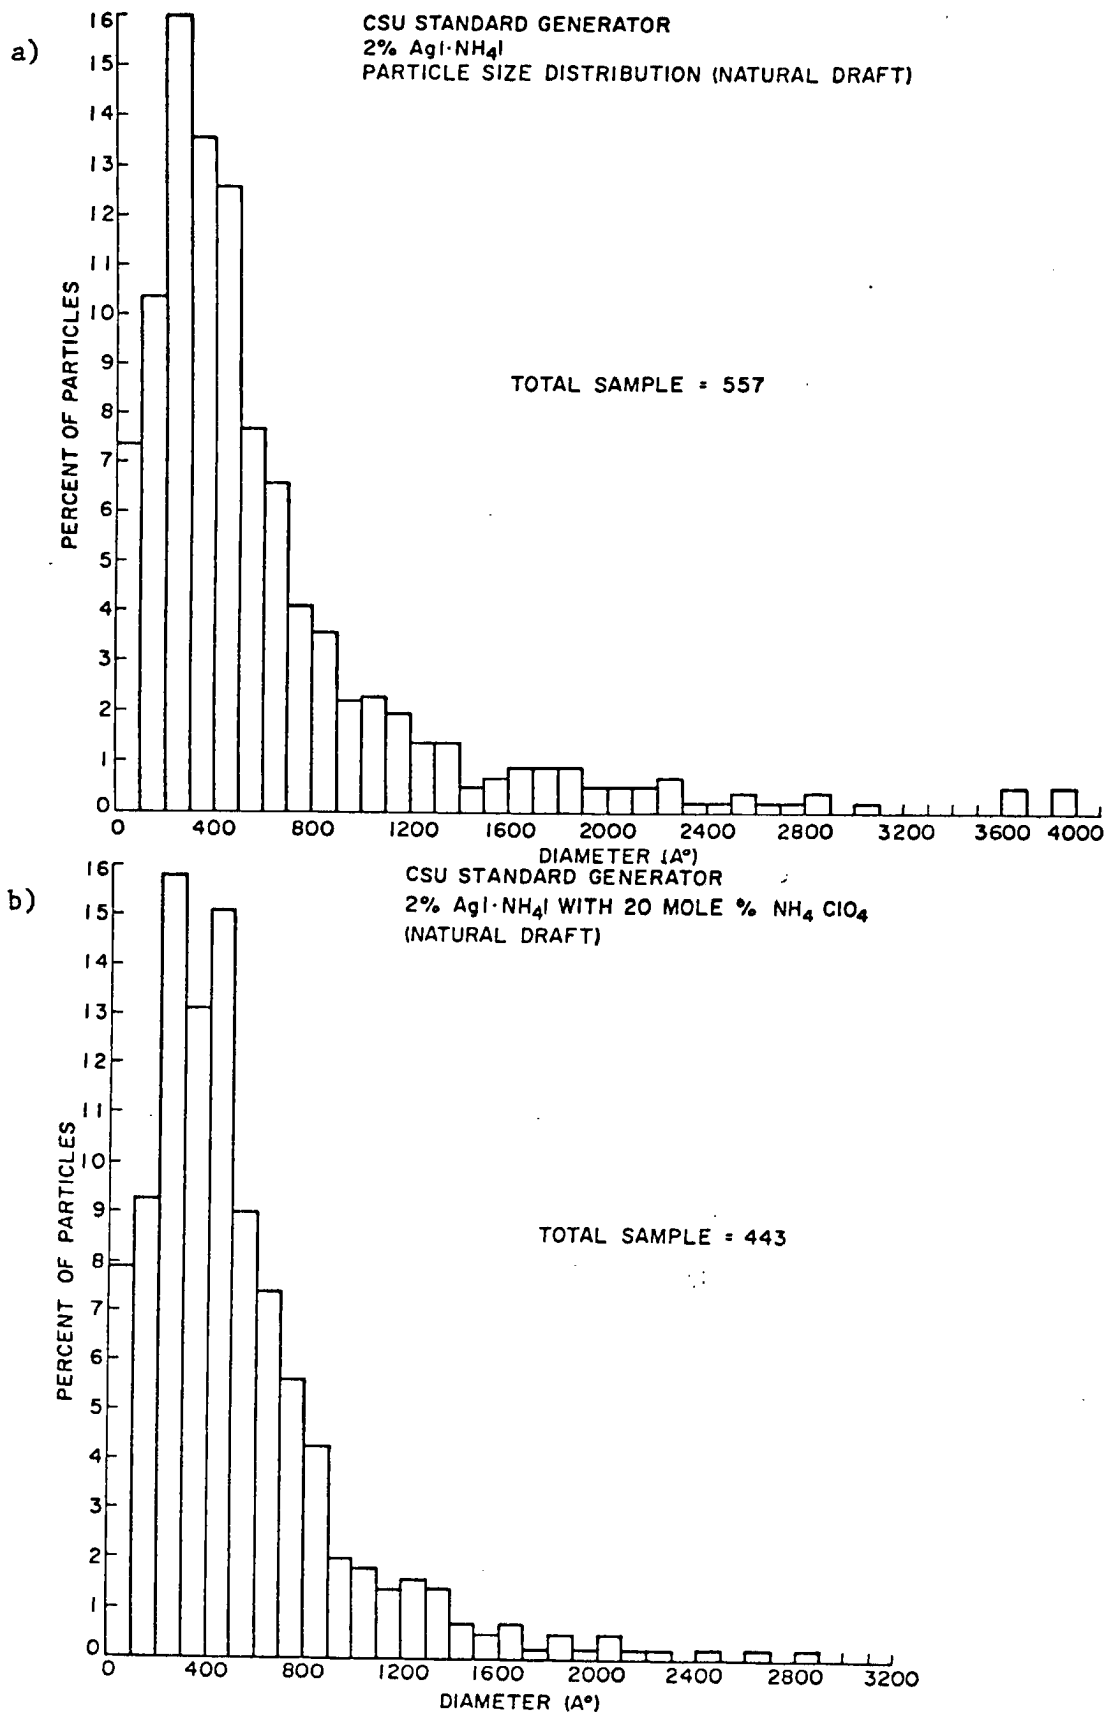 a)
CSU STANDARD GENERATOR
2% AgI·NH4I
PARTICLE SIZE DISTRIBUTION (NATURAL DRAFT)
16
15
14
13
12
11
10
9
8
7
6
5
4
3
2
1
0
PERCENT OF PARTICLES
TOTAL SAMPLE = 557
0 400 800 1200 1600 2000 2400 2800 3200 3600 4000
DIAMETER (A°)
b)
CSU STANDARD GENERATOR
2% AgI·NH4I WITH 20 MOLE % NH4 ClO4
(NATURAL DRAFT)
16
15
14
13
12
11
10
9
8
7
6
5
4
3
2
1
0
PERCENT OF PARTICLES
TOTAL SAMPLE = 443
0 400 800 1200 1600 2000 2400 2800 3200
DIAMETER (A°)